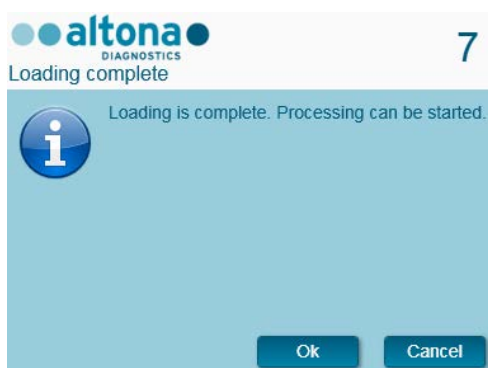 altona
DIAGNOSTICS
7
Loading complete
Loading is complete. Processing can be started.
Ok
Cancel